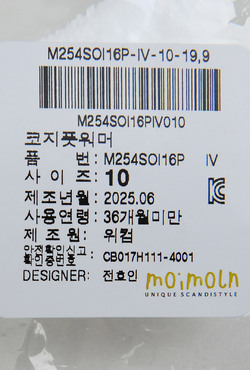 M254SOI16P-IV-10-19,9
M254SOI16PIV010
코지풋워머
품 번: M254SOI16P IV
사 이 즈: 10
제조년월: 2025.06
사용연령: 36개월미만
제 조 원: 위컴
안전확인신고
확인증번호 : CB017H111-4001
DESIGNER: 전효인
moimoln
UNIQUE SCANDISTYLE